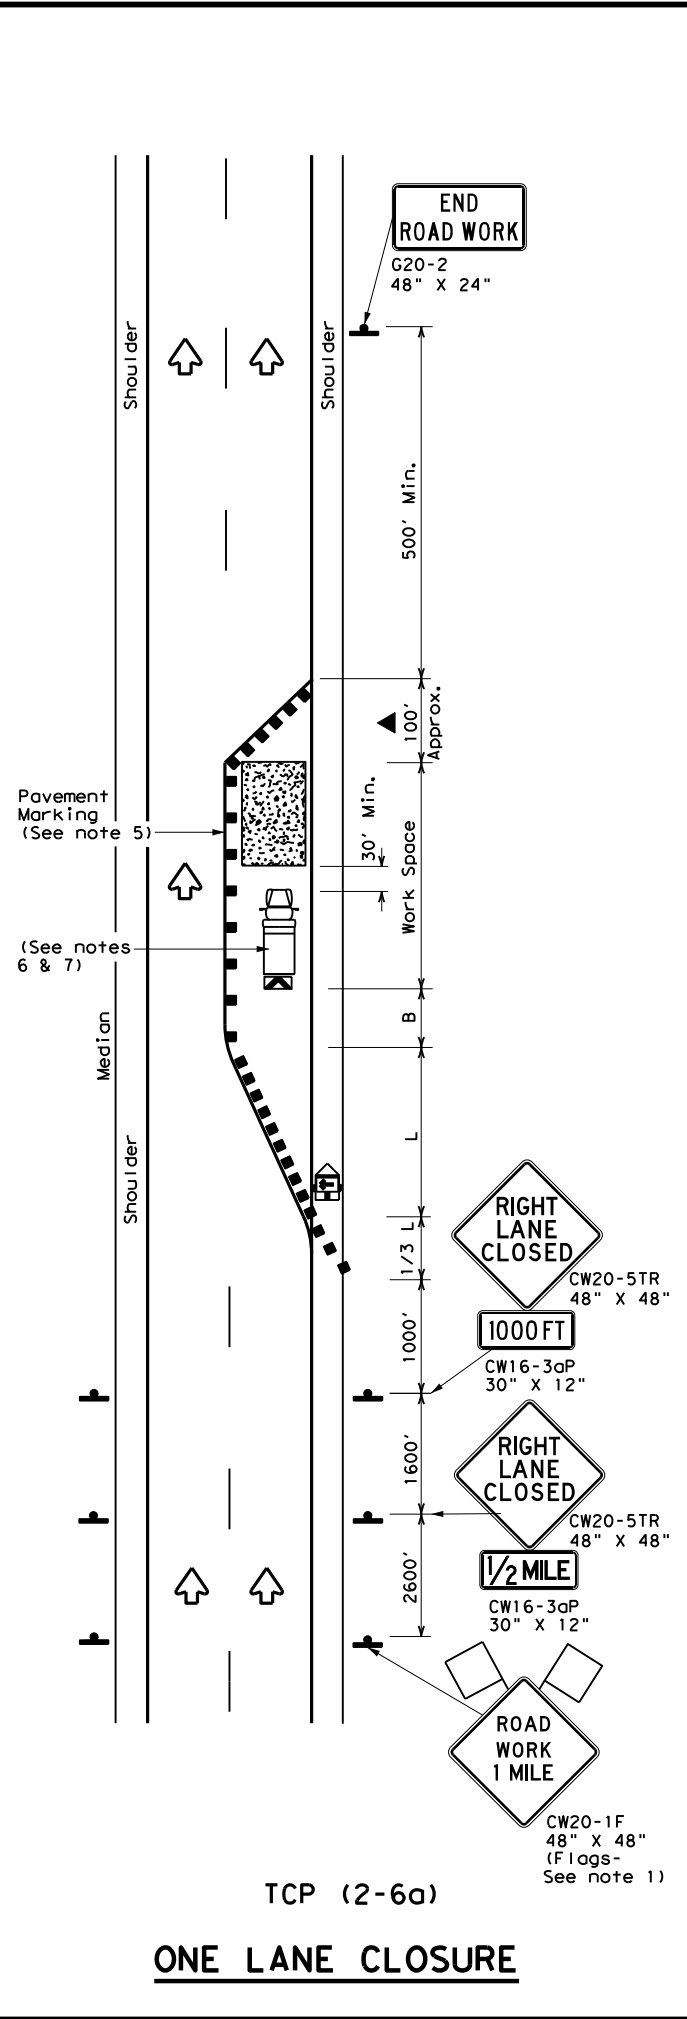 END
ROAD WORK
G20-2
48" X 24"
Shoulder
Shoulder
500' Min.
100'
Approx.
30' Min.
Pavement
Marking
(See note 5)
Work Space
(See notes
6 & 7)
B
Median
L
Shoulder
RIGHT
LANE
CLOSED
1/3 L
CW20-5TR
48" X 48"
1000 FT
1000'
CW16-3aP
30" X 12"
1600'
RIGHT
LANE
CLOSED
CW20-5TR
48" X 48"
1/2 MILE
2600'
CW16-3aP
30" X 12"
ROAD
WORK
1 MILE
CW20-1F
48" X 48"
(Flags-
See note 1)
TCP (2-6a)
ONE LANE CLOSURE